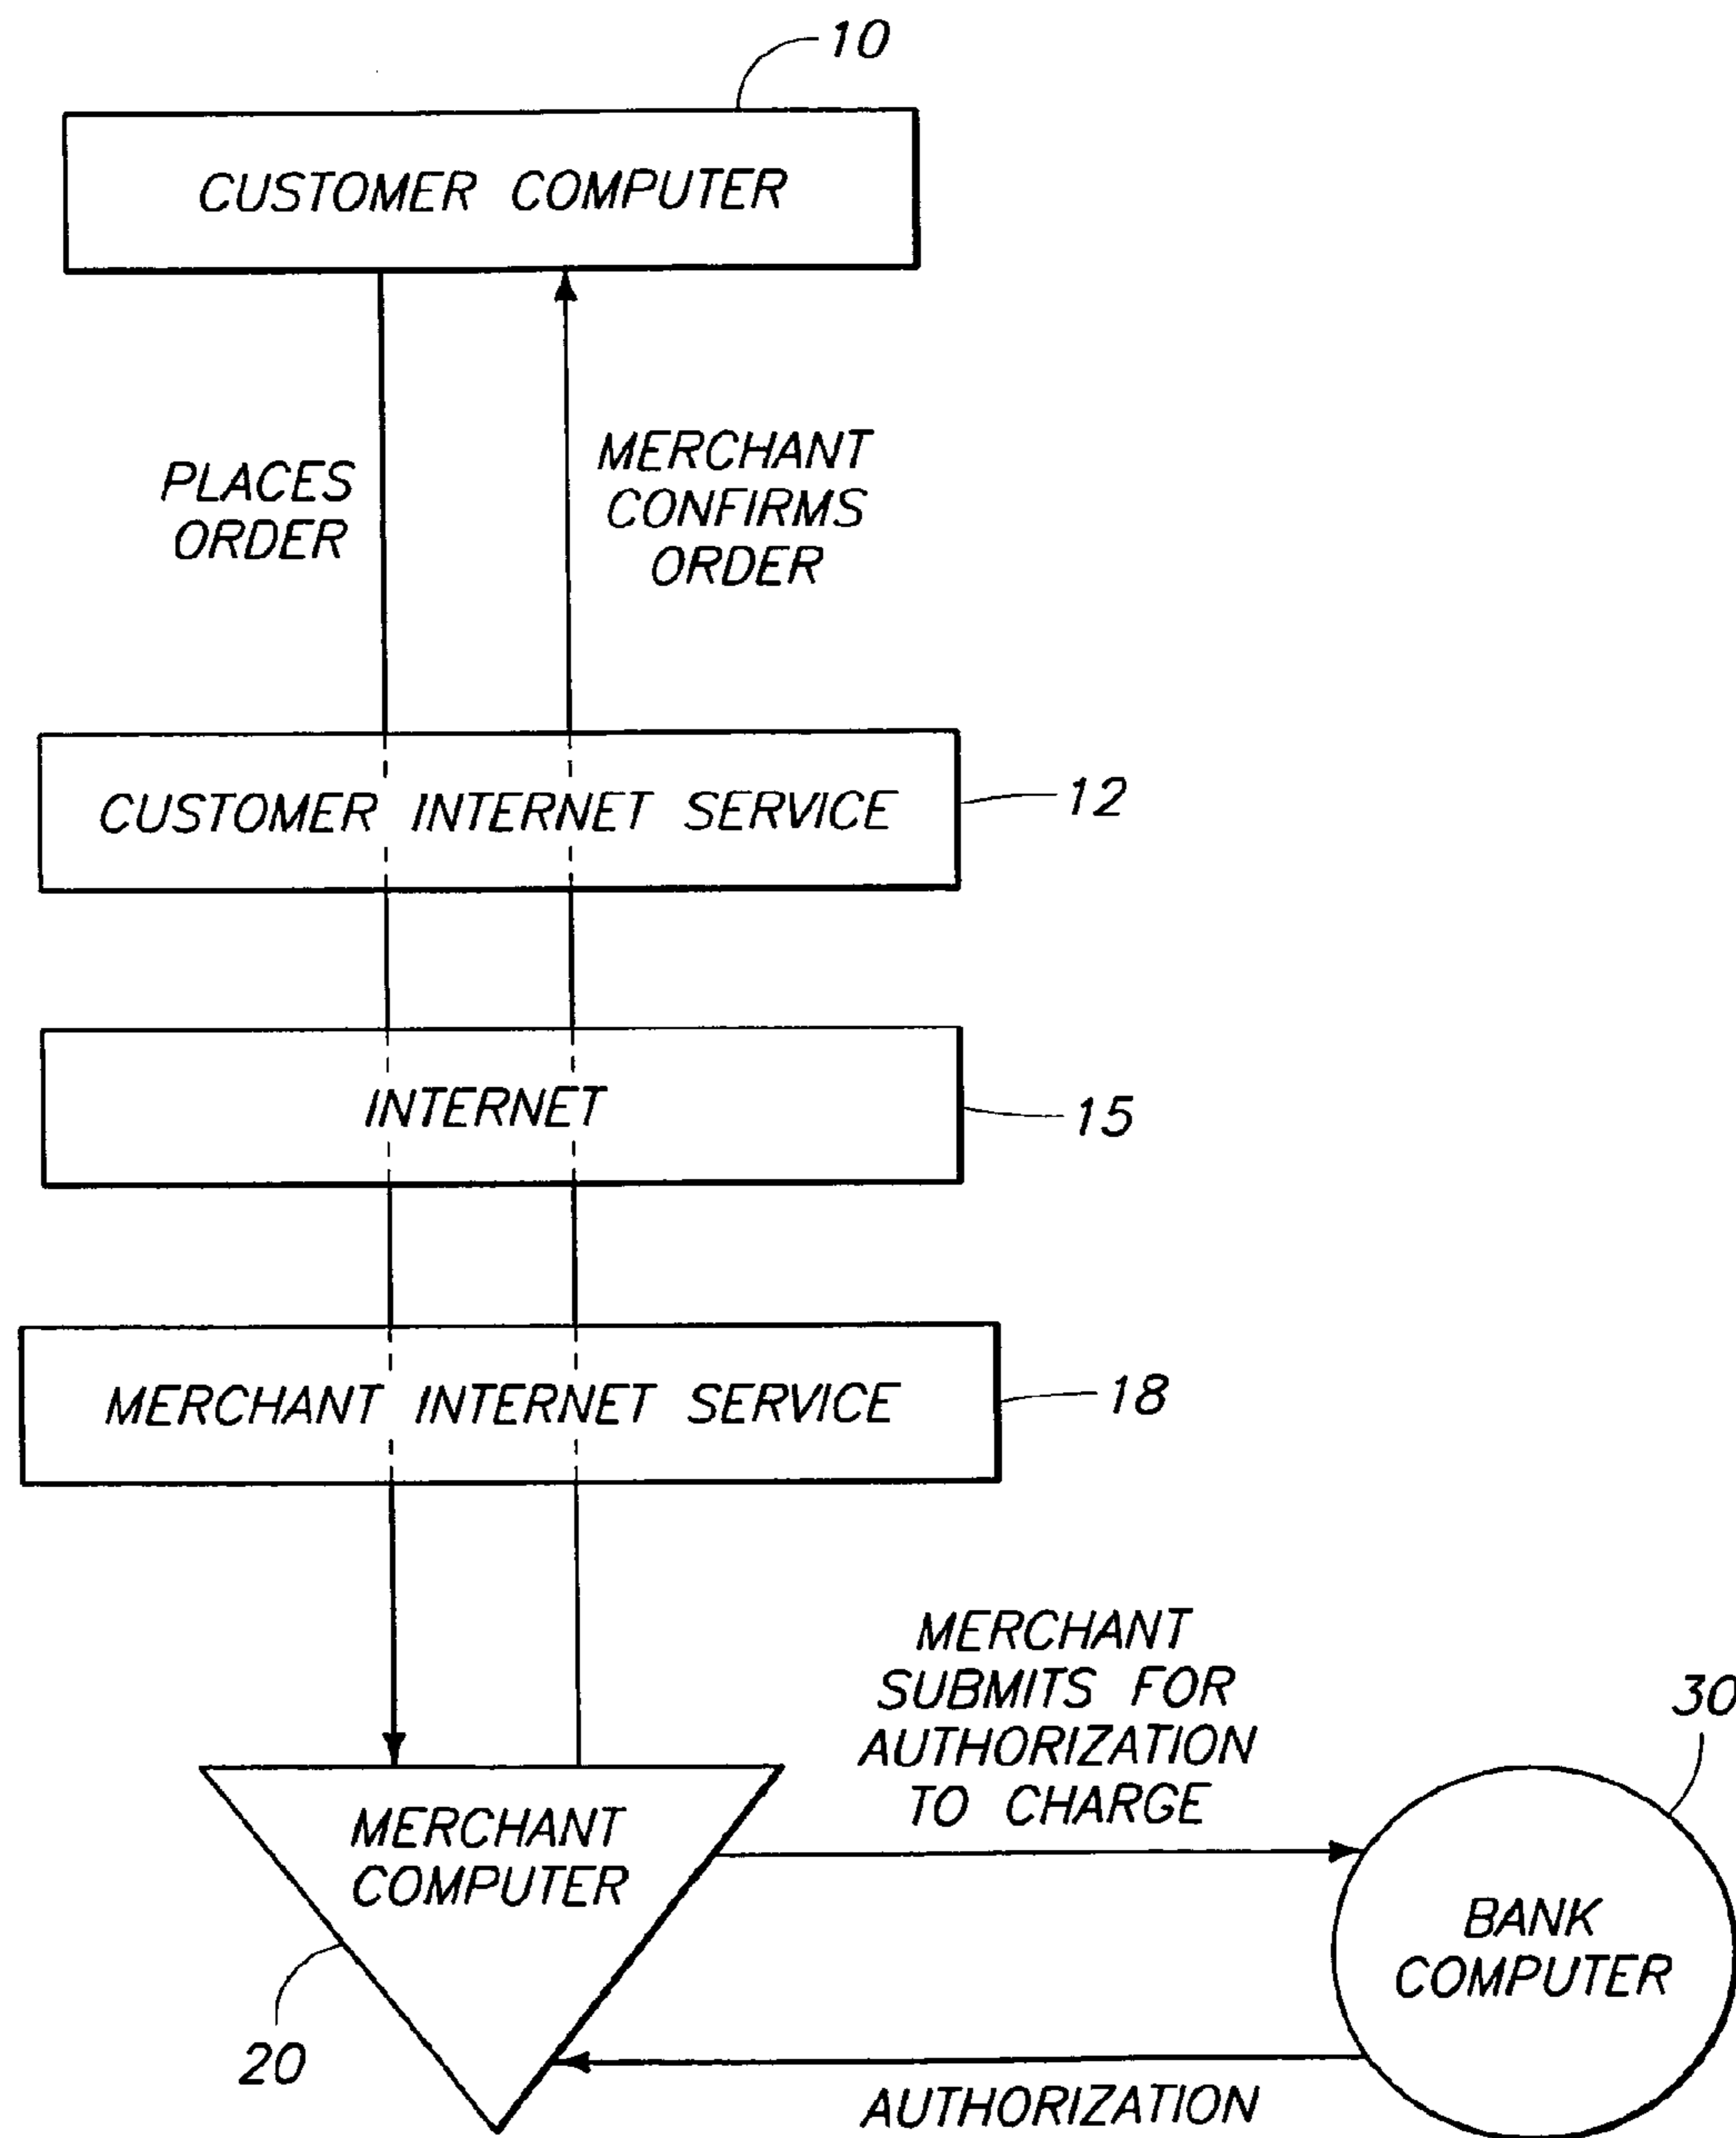 10
CUSTOMER COMPUTER
PLACES
ORDER
MERCHANT
CONFIRMS
ORDER
CUSTOMER INTERNET SERVICE
12
INTERNET
15
MERCHANT INTERNET SERVICE
18
MERCHANT
SUBMITS FOR
AUTHORIZATION
TO CHARGE
30
MERCHANT
COMPUTER
BANK
COMPUTER
20
AUTHORIZATION